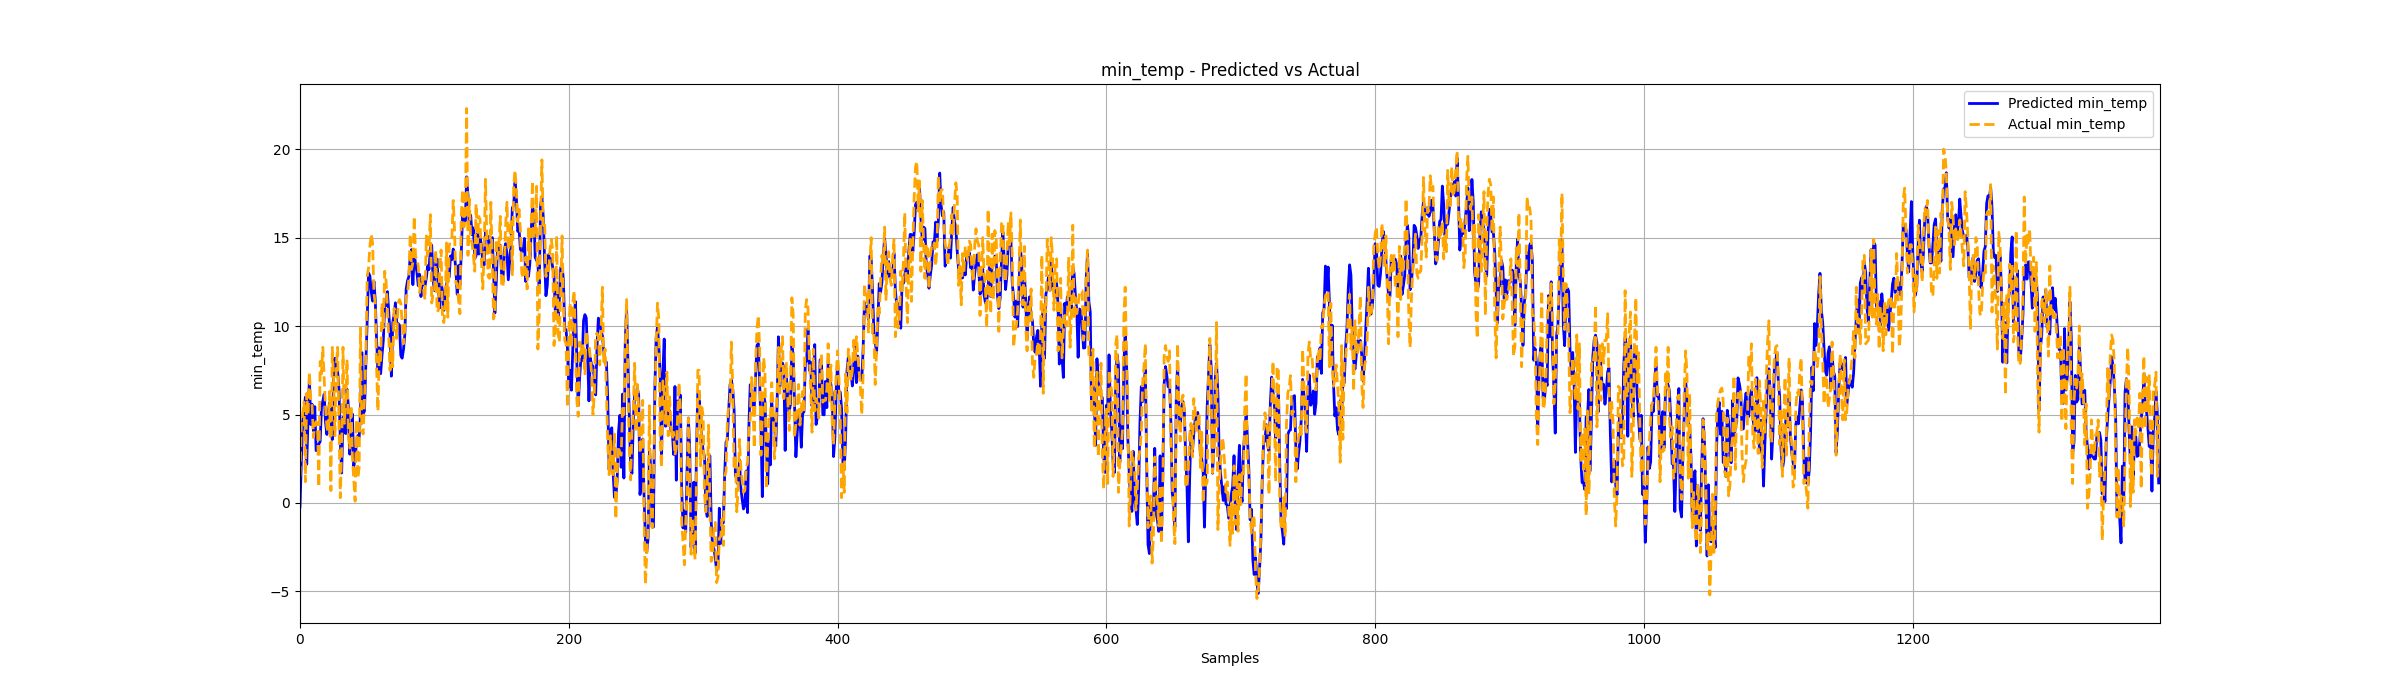 min_temp - Predicted vs Actual
Predicted min_temp
Actual min_temp
min_temp
20
15
10
5
0
−5
0
200
400
600
800
1000
1200
Samples